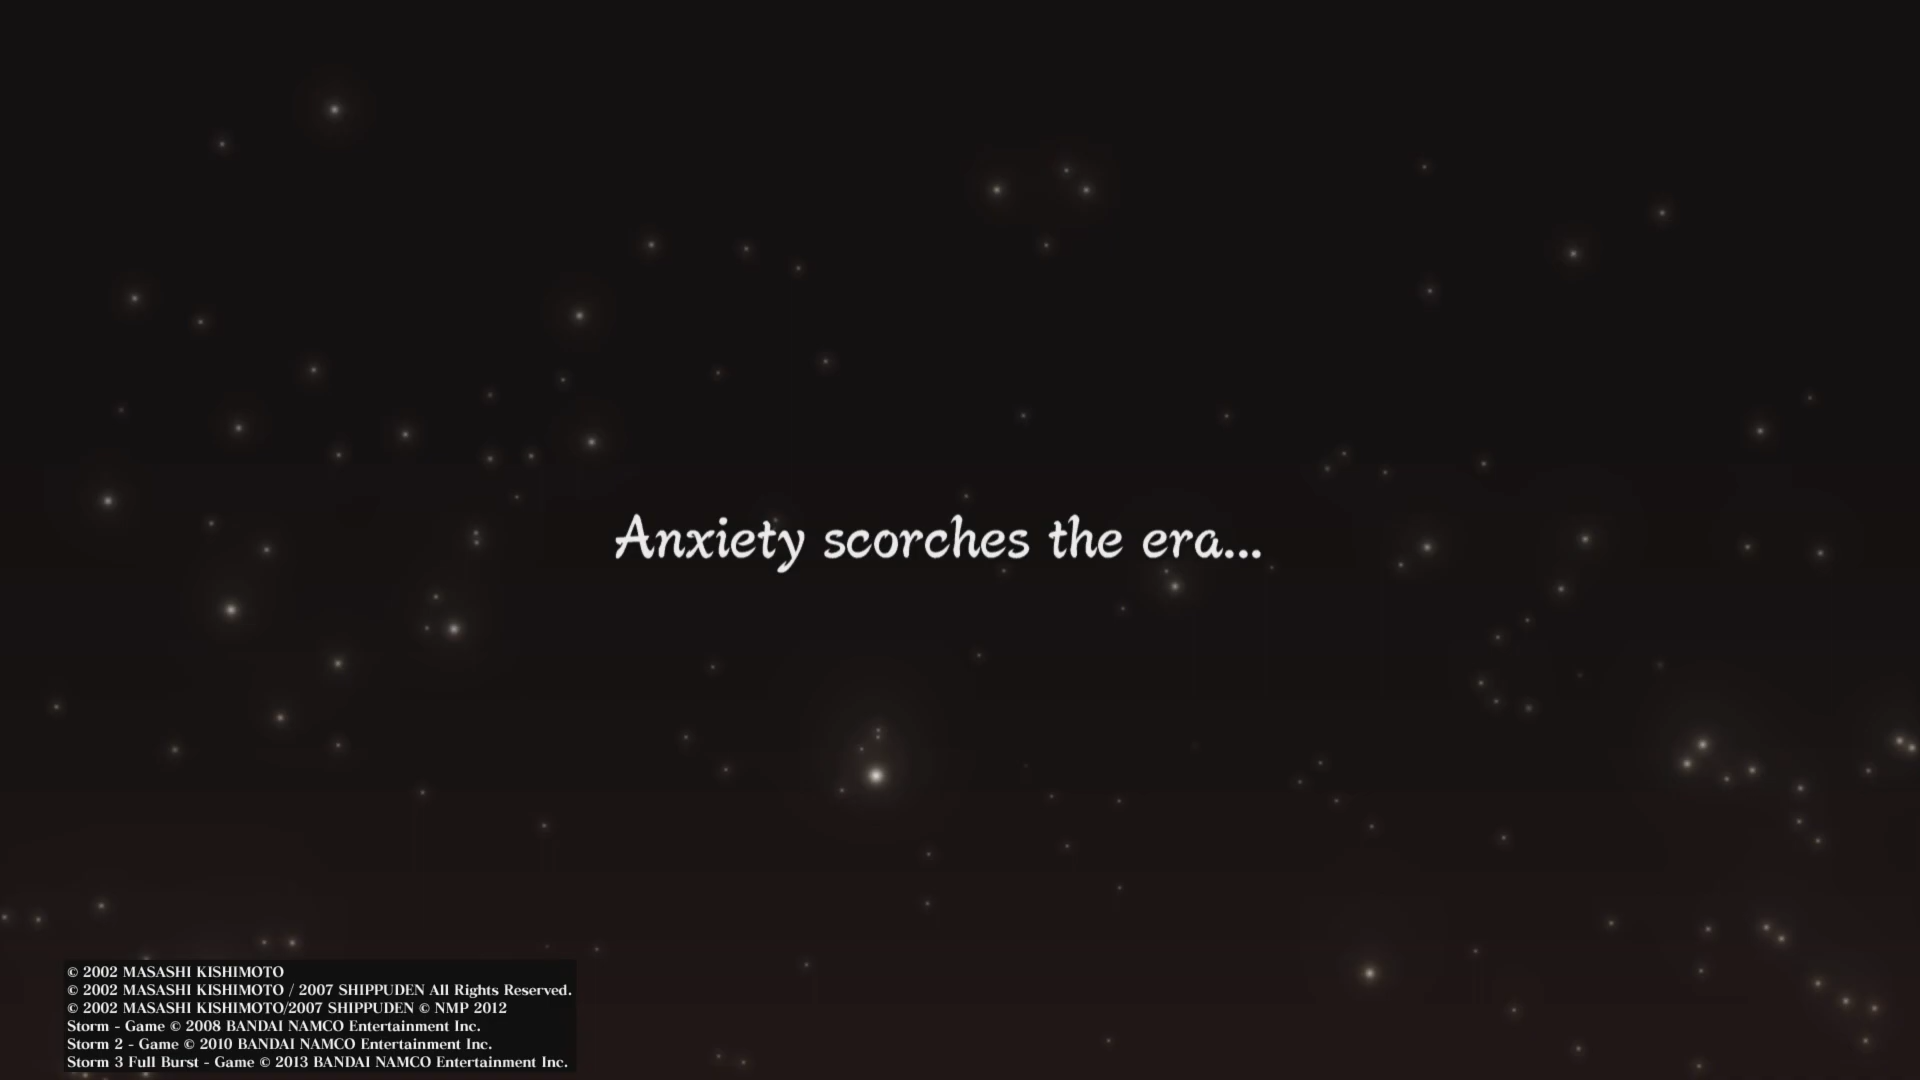 Anxiety scorches the era...
© 2002 MASASHI KISHIMOTO
© 2002 MASASHI KISHIMOTO / 2007 SHIPPUDEN All Rights Reserved.
© 2002 MASASHI KISHIMOTO/2007 SHIPPUDEN © NMP 2012
Storm - Game © 2008 BANDAI NAMCO Entertainment Inc.
Storm 2 - Game © 2010 BANDAI NAMCO Entertainment Inc.
Storm 3 Full Burst - Game © 2013 BANDAI NAMCO Entertainment Inc.